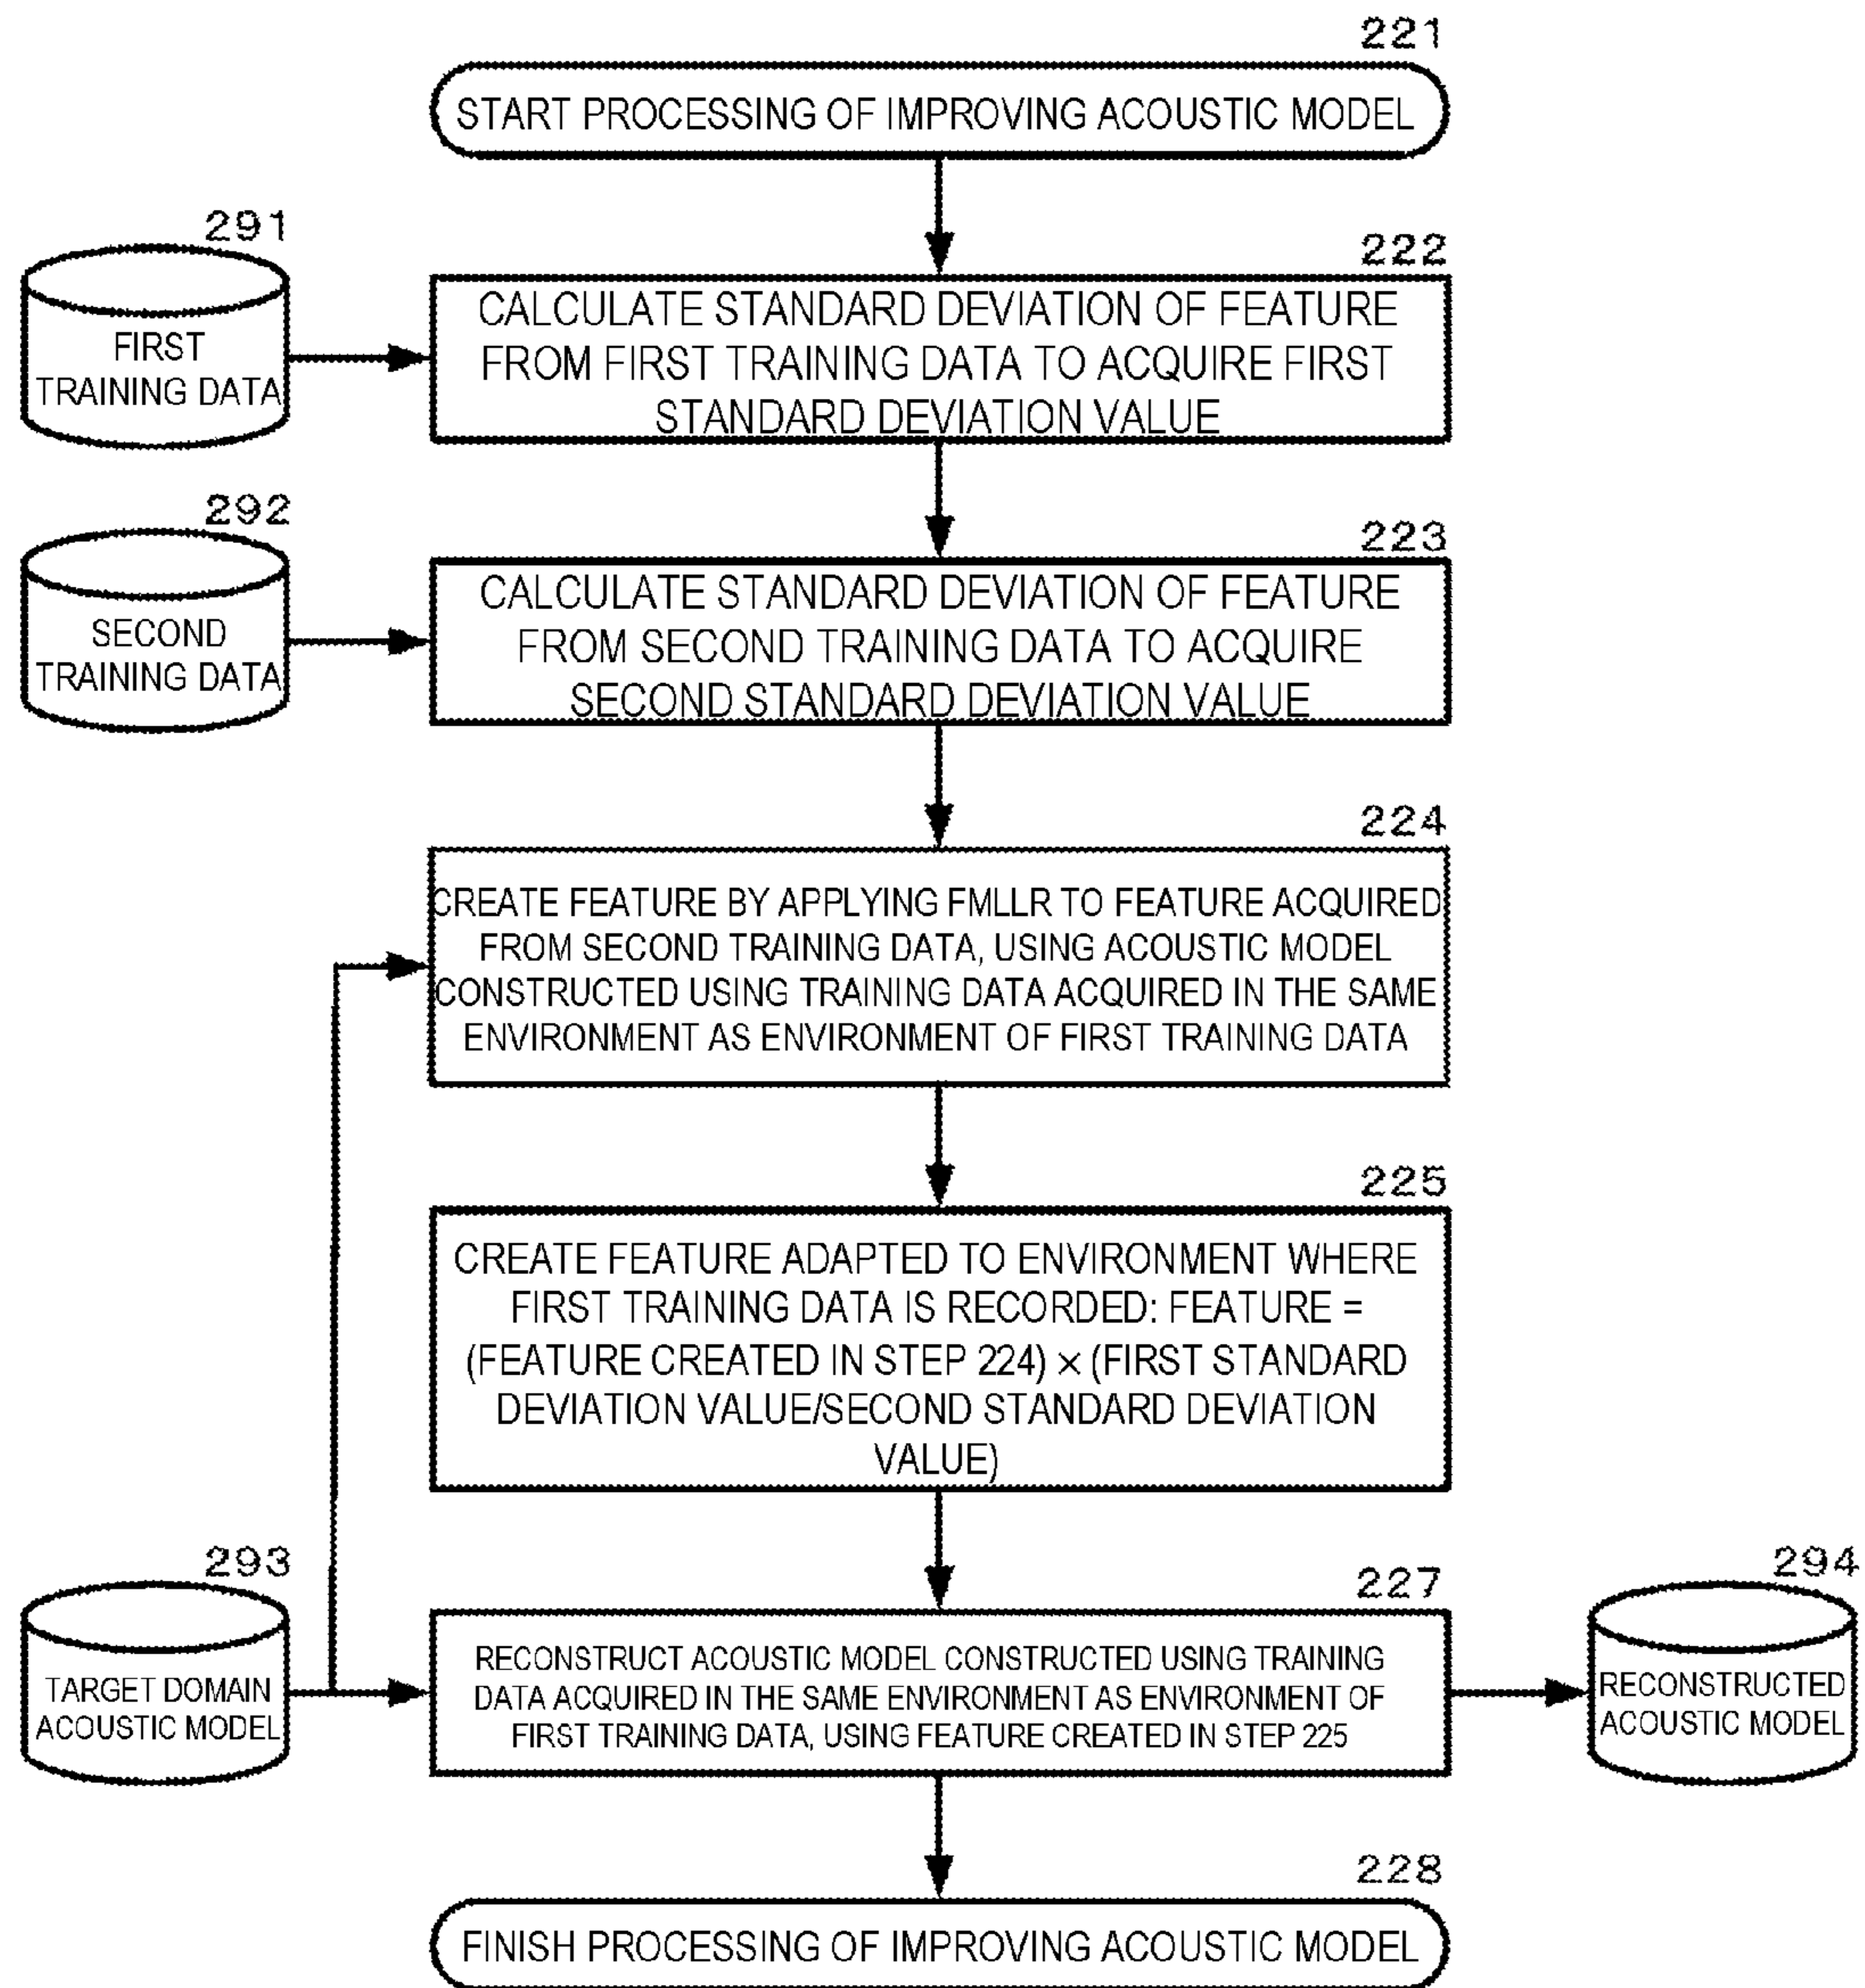 221
START PROCESSING OF IMPROVING ACOUSTIC MODEL
291
FIRST
TRAINING DATA
222
CALCULATE STANDARD DEVIATION OF FEATURE
FROM FIRST TRAINING DATA TO ACQUIRE FIRST
STANDARD DEVIATION VALUE
292
SECOND
TRAINING DATA
223
CALCULATE STANDARD DEVIATION OF FEATURE
FROM SECOND TRAINING DATA TO ACQUIRE
SECOND STANDARD DEVIATION VALUE
224
CREATE FEATURE BY APPLYING FMLLR TO FEATURE ACQUIRED
FROM SECOND TRAINING DATA, USING ACOUSTIC MODEL
CONSTRUCTED USING TRAINING DATA ACQUIRED IN THE SAME
ENVIRONMENT AS ENVIRONMENT OF FIRST TRAINING DATA
225
CREATE FEATURE ADAPTED TO ENVIRONMENT WHERE
FIRST TRAINING DATA IS RECORDED: FEATURE =
(FEATURE CREATED IN STEP 224) × (FIRST STANDARD
DEVIATION VALUE/SECOND STANDARD DEVIATION
VALUE)
293
TARGET DOMAIN
ACOUSTIC MODEL
227
RECONSTRUCT ACOUSTIC MODEL CONSTRUCTED USING TRAINING
DATA ACQUIRED IN THE SAME ENVIRONMENT AS ENVIRONMENT OF
FIRST TRAINING DATA, USING FEATURE CREATED IN STEP 225
294
RECONSTRUCTED
ACOUSTIC MODEL
228
FINISH PROCESSING OF IMPROVING ACOUSTIC MODEL